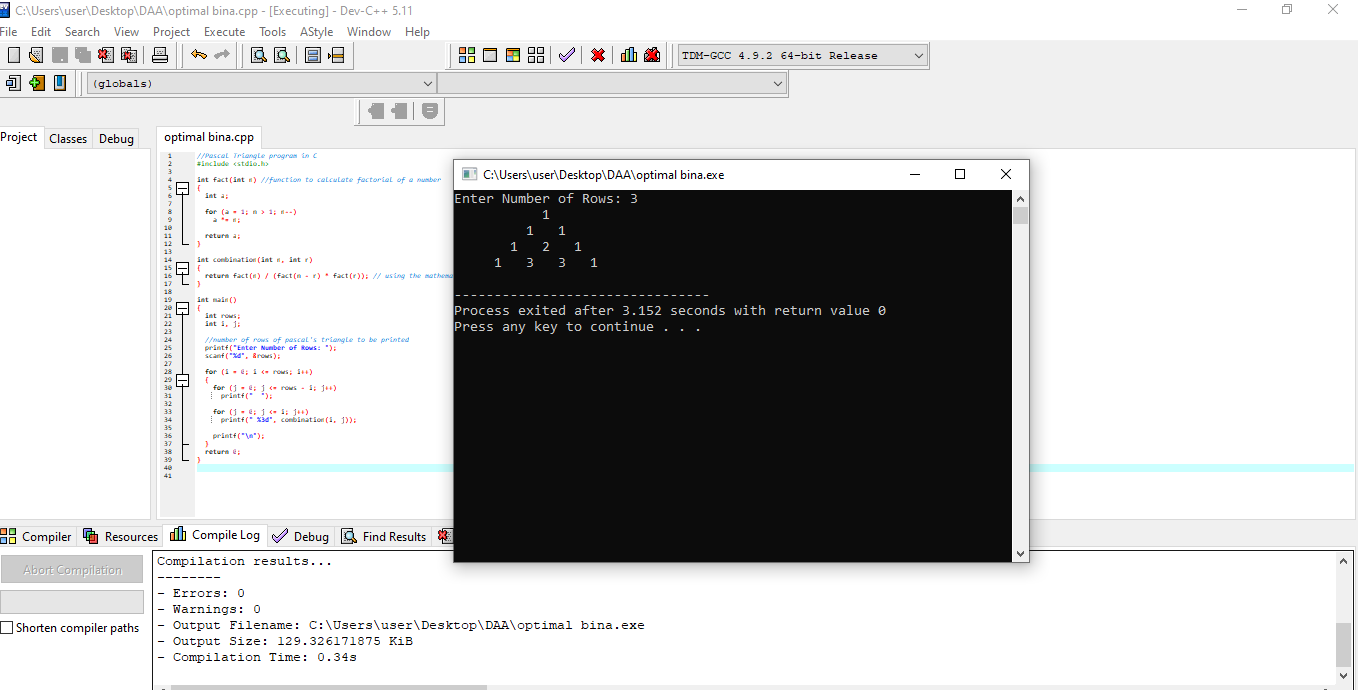 C:\Users\user\Desktop\DAA\optimal bina.cpp - [Executing] - Dev-C++ 5.11
File Edit Search View Project Execute Tools AStyle Window Help
TDM-GCC 4.9.2 64-bit Release
(globals)
Project Classes Debug
optimal bina.cpp
1 //Pascal Triangle program in C
2 #include <stdio.h>
3
4 int fact(int n) //function to calculate factorial of a number
5 {
6 int a;
7
8 for (a = 1; n > 1; n--)
9 a *= n;
10
11 return a;
12 }
13
14 int combination(int n, int r)
15 {
16 return fact(n) / (fact(n - r) * fact(r)); // using the mathema
17 }
18
19 int main()
20 {
21 int rows;
22 int i, j;
23
24 //number of rows of pascal's triangle to be printed
25 printf("Enter Number of Rows: ");
26 scanf("%d", &rows);
27
28 for (i = 0; i <= rows; i++)
29 {
30 for (j = 0; j <= rows - i; j++)
31 printf("  ");
32
33 for (j = 0; j <= i; j++)
34 printf(" %3d", combination(i, j));
35
36 printf("\n");
37 }
38 return 0;
39 }
40
41
C:\Users\user\Desktop\DAA\optimal bina.exe
Enter Number of Rows: 3
1
1 1
1 2 1
1 3 3 1
--------------------------------
Process exited after 3.152 seconds with return value 0
Press any key to continue . . .
Compiler Resources Compile Log Debug Find Results
Abort Compilation
Shorten compiler paths
Compilation results...
--------
- Errors: 0
- Warnings: 0
- Output Filename: C:\Users\user\Desktop\DAA\optimal bina.exe
- Output Size: 129.326171875 KiB
- Compilation Time: 0.34s